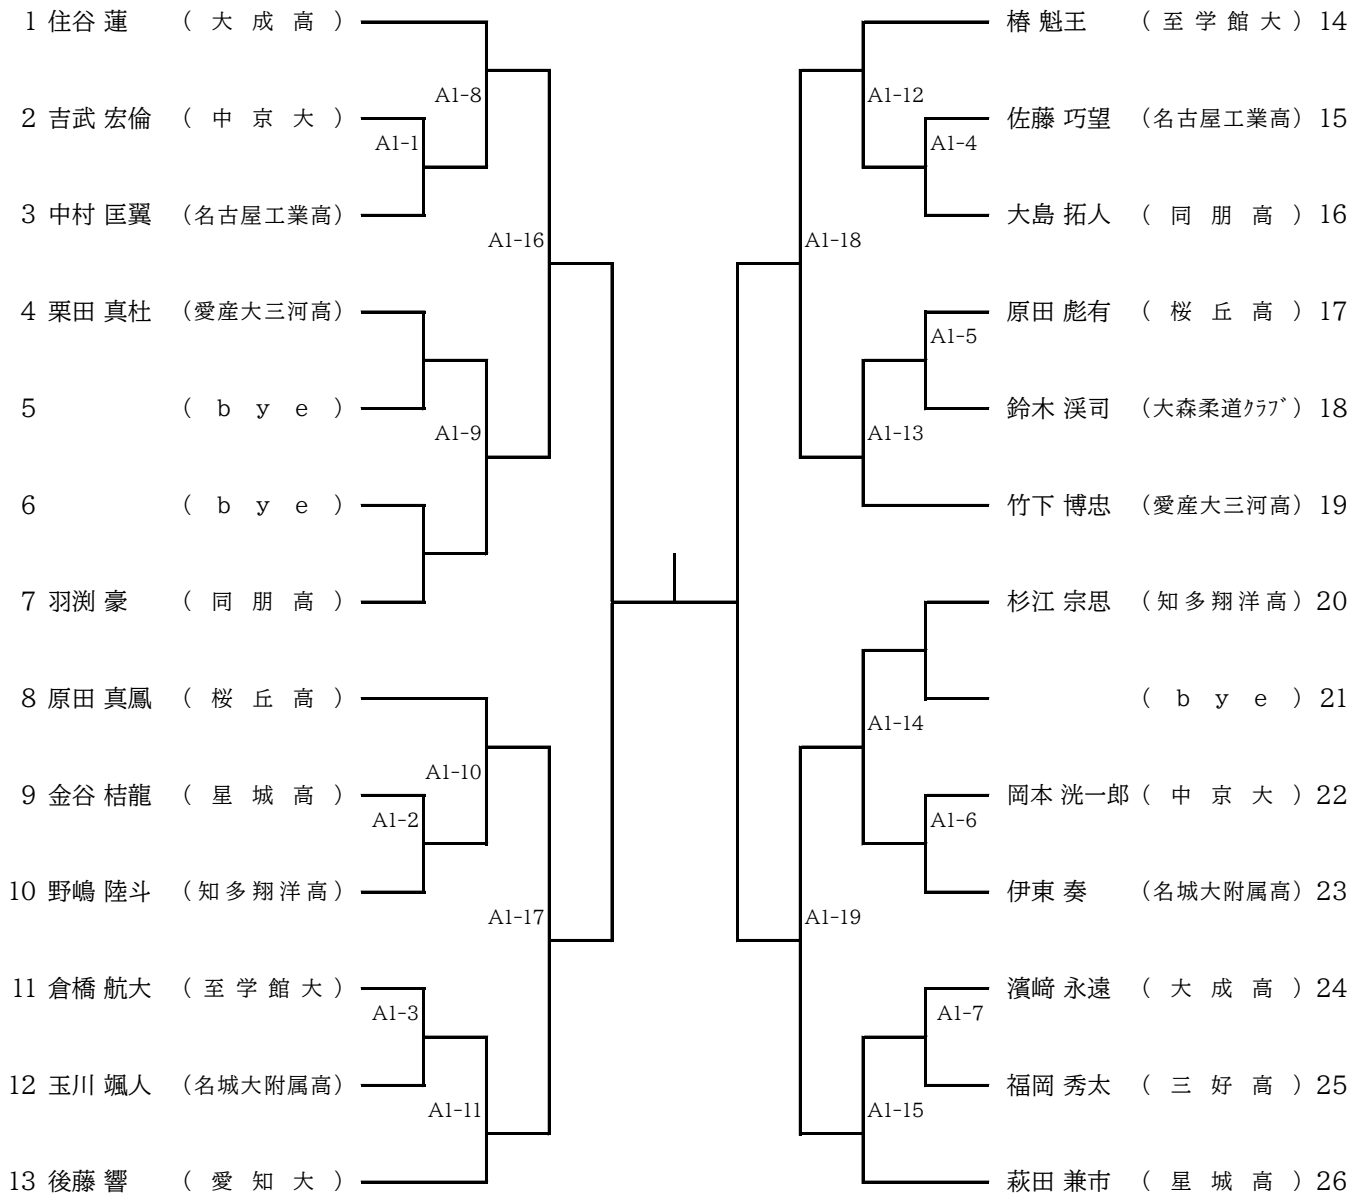 1 住谷 蓮 （大成高） 椿 魁王 （至学館大） 14
A1-8 A1-12
2 吉武 宏倫 （中京大） 佐藤 巧望 （名古屋工業高） 15
A1-1 A1-4
3 中村 匡翼 （名古屋工業高） 大島 拓人 （同朋高） 16
A1-16 A1-18
4 栗田 真杜 （愛産大三河高） 原田 彪有 （桜丘高） 17
A1-5
5 （bye） 鈴木 渓司 （大森柔道ｸﾗﾌﾞ） 18
A1-9 A1-13
6 （bye） 竹下 博忠 （愛産大三河高） 19
7 羽渕 豪 （同朋高） 杉江 宗思 （知多翔洋高） 20
8 原田 真鳳 （桜丘高） （bye） 21
A1-14
A1-10
9 金谷 桔龍 （星城高） 岡本 洸一郎 （中京大） 22
A1-2 A1-6
10 野嶋 陸斗 （知多翔洋高） 伊東 奏 （名城大附属高） 23
A1-17 A1-19
11 倉橋 航大 （至学館大） 濱﨑 永遠 （大成高） 24
A1-3 A1-7
12 玉川 颯人 （名城大附属高） 福岡 秀太 （三好高） 25
A1-11 A1-15
13 後藤 響 （愛知大） 萩田 兼市 （星城高） 26